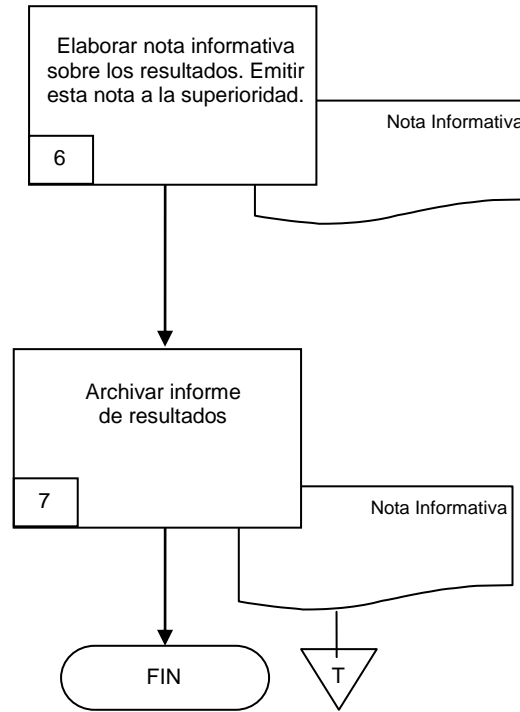 Elaborar nota informativa
sobre los resultados. Emitir
esta nota a la superioridad.
Nota Informativa
6
Archivar informe
de resultados
7
Nota Informativa
FIN
T